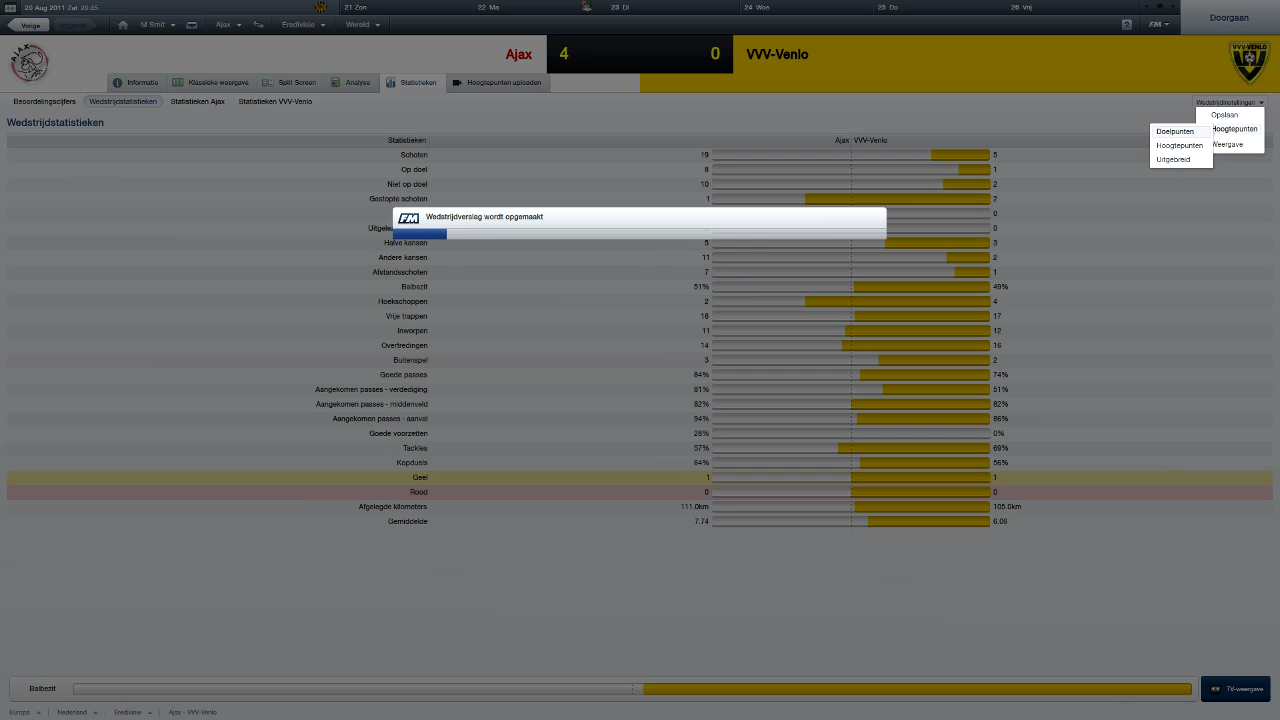 20 Aug 2011 Zat 20:45
21 Zon
22 Ma
23 Di
24 Woe
25 Do
26 Vrij
Vorige
M Smit
Ajax
Eredivisie
Wereld
?
FM
Doorgaan
AJAX
Ajax
4
0
VVV-Venlo
VVV-VENLO
Informatie
Klassieke weergave
Split Screen
Analyse
Statistieken
Hoogtepunten uploaden
Beoordelingscijfers
Wedstrijdstatistieken
Statistieken Ajax
Statistieken VVV-Venlo
Wedstrijdinstellingen
Opslaan
Hoogtepunten
Weergave
Doelpunten
Hoogtepunten
Uitgebreid
Wedstrijdstatistieken
Statistieken Ajax VVV-Venlo
Schoten 19 5
Op doel 8 1
Niet op doel 10 2
Gestopte schoten 1 2
FM Wedstrijdverslag wordt opgemaakt
0
0
Halve kansen 5 3
Andere kansen 11 2
Afstandsschoten 7 1
Balbezit 51% 49%
Hoekschoppen 2 4
Vrije trappen 18 17
Inworpen 11 12
Overtredingen 14 16
Buitenspel 3 2
Goede passes 84% 74%
Aangekomen passes - verdediging 81% 51%
Aangekomen passes - middenveld 82% 82%
Aangekomen passes - aanval 94% 86%
Goede voorzetten 28% 0%
Tackles 57% 69%
Kopduels 64% 56%
Geel 1 1
Rood 0 0
Afgelegde kilometers 111.0km 105.0km
Gemiddelde 7.74 6.06
Balbezit
TV-weergave
Europa
Nederland
Eredivisie
Ajax - VVV-Venlo